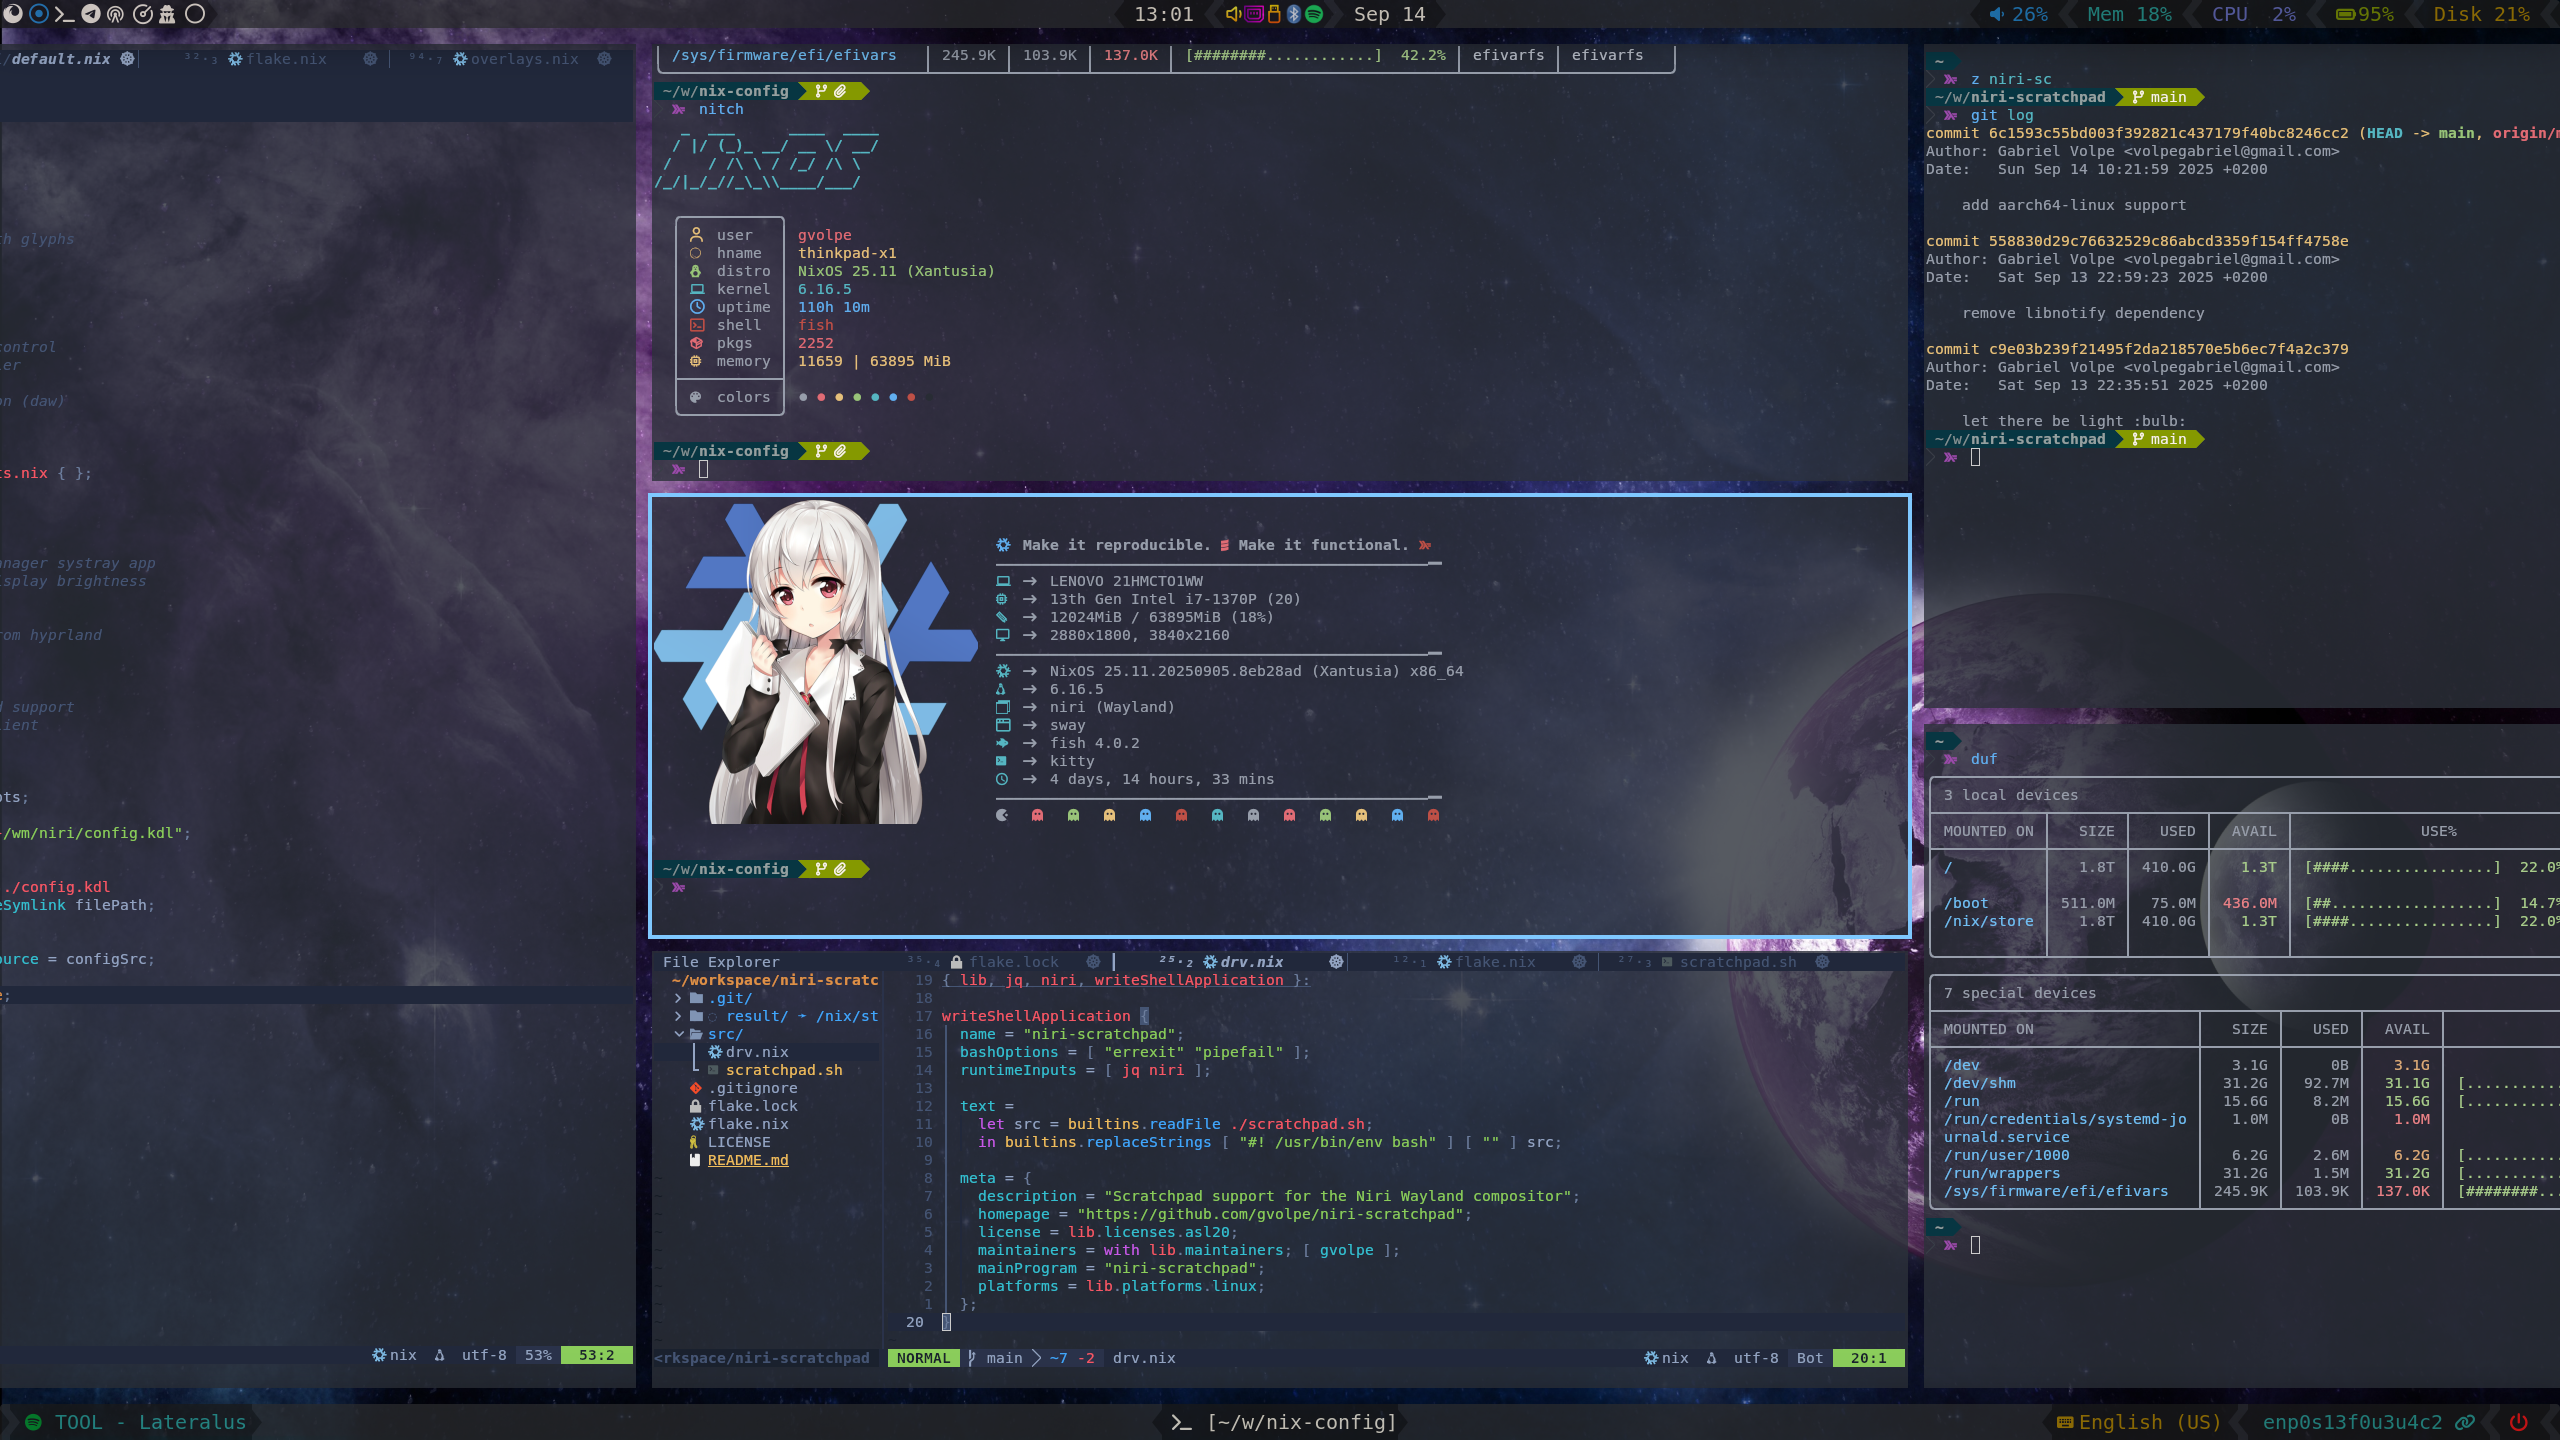 13:01
Sep 14
26%
Mem 18%
CPU 2%
95%
Disk 21%
default.nix
flake.nix
overlays.nix
ch glyphs
control
er
on (daw)
s.nix { };
nager systray app
isplay brightness
rom hyprland
d support
ient
ots;
/wm/niri/config.kdl";
./config.kdl
eSymlink filePath;
ource = configSrc;
e;
nix utf-8 53% 53:2
/sys/firmware/efi/efivars 245.9K 103.9K 137.0K [########............] 42.2% efivarfs efivarfs
~/w/nix-config
nitch
user gvolpe
hname thinkpad-x1
distro NixOS 25.11 (Xantusia)
kernel 6.16.5
uptime 110h 10m
shell fish
pkgs 2252
memory 11659 | 63895 MiB
colors
~/w/nix-config
Make it reproducible. Make it functional.
LENOVO 21HMCTO1WW
13th Gen Intel i7-1370P (20)
12024MiB / 63895MiB (18%)
2880x1800, 3840x2160
NixOS 25.11.20250905.8eb28ad (Xantusia) x86_64
6.16.5
niri (Wayland)
sway
fish 4.0.2
kitty
4 days, 14 hours, 33 mins
~/w/nix-config
File Explorer
flake.lock
drv.nix
flake.nix
scratchpad.sh
~/workspace/niri-scratc
.git/
result/ → /nix/st
src/
drv.nix
scratchpad.sh
.gitignore
flake.lock
flake.nix
LICENSE
README.md
19 { lib, jq, niri, writeShellApplication }:
18
17 writeShellApplication {
16 name = "niri-scratchpad";
15 bashOptions = [ "errexit" "pipefail" ];
14 runtimeInputs = [ jq niri ];
13
12 text =
11 let src = builtins.readFile ./scratchpad.sh;
10 in builtins.replaceStrings [ "#! /usr/bin/env bash" ] [ "" ] src;
9
8 meta = {
7 description = "Scratchpad support for the Niri Wayland compositor";
6 homepage = "https://github.com/gvolpe/niri-scratchpad";
5 license = lib.licenses.asl20;
4 maintainers = with lib.maintainers; [ gvolpe ];
3 mainProgram = "niri-scratchpad";
2 platforms = lib.platforms.linux;
1 };
20 }
<rkspace/niri-scratchpad NORMAL main ~7 -2 drv.nix nix utf-8 Bot 20:1
~
z niri-sc
~/w/niri-scratchpad main
git log
commit 6c1593c55bd003f392821c437179f40bc8246cc2 (HEAD -> main, origin/m
Author: Gabriel Volpe <volpegabriel@gmail.com>
Date: Sun Sep 14 10:21:59 2025 +0200
add aarch64-linux support
commit 558830d29c76632529c86abcd3359f154ff4758e
Author: Gabriel Volpe <volpegabriel@gmail.com>
Date: Sat Sep 13 22:59:23 2025 +0200
remove libnotify dependency
commit c9e03b239f21495f2da218570e5b6ec7f4a2c379
Author: Gabriel Volpe <volpegabriel@gmail.com>
Date: Sat Sep 13 22:35:51 2025 +0200
let there be light :bulb:
~/w/niri-scratchpad main
~
duf
3 local devices
MOUNTED ON SIZE USED AVAIL USE%
/ 1.8T 410.0G 1.3T [####................] 22.0%
/boot 511.0M 75.0M 436.0M [##..................] 14.7%
/nix/store 1.8T 410.0G 1.3T [####................] 22.0%
7 special devices
MOUNTED ON SIZE USED AVAIL
/dev 3.1G 0B 3.1G
/dev/shm 31.2G 92.7M 31.1G [...........
/run 15.6G 8.2M 15.6G [...........
/run/credentials/systemd-jo 1.0M 0B 1.0M
urnald.service
/run/user/1000 6.2G 2.6M 6.2G [...........
/run/wrappers 31.2G 1.5M 31.2G [...........
/sys/firmware/efi/efivars 245.9K 103.9K 137.0K [########...
~
TOOL - Lateralus
[~/w/nix-config]
English (US)
enp0s13f0u3u4c2